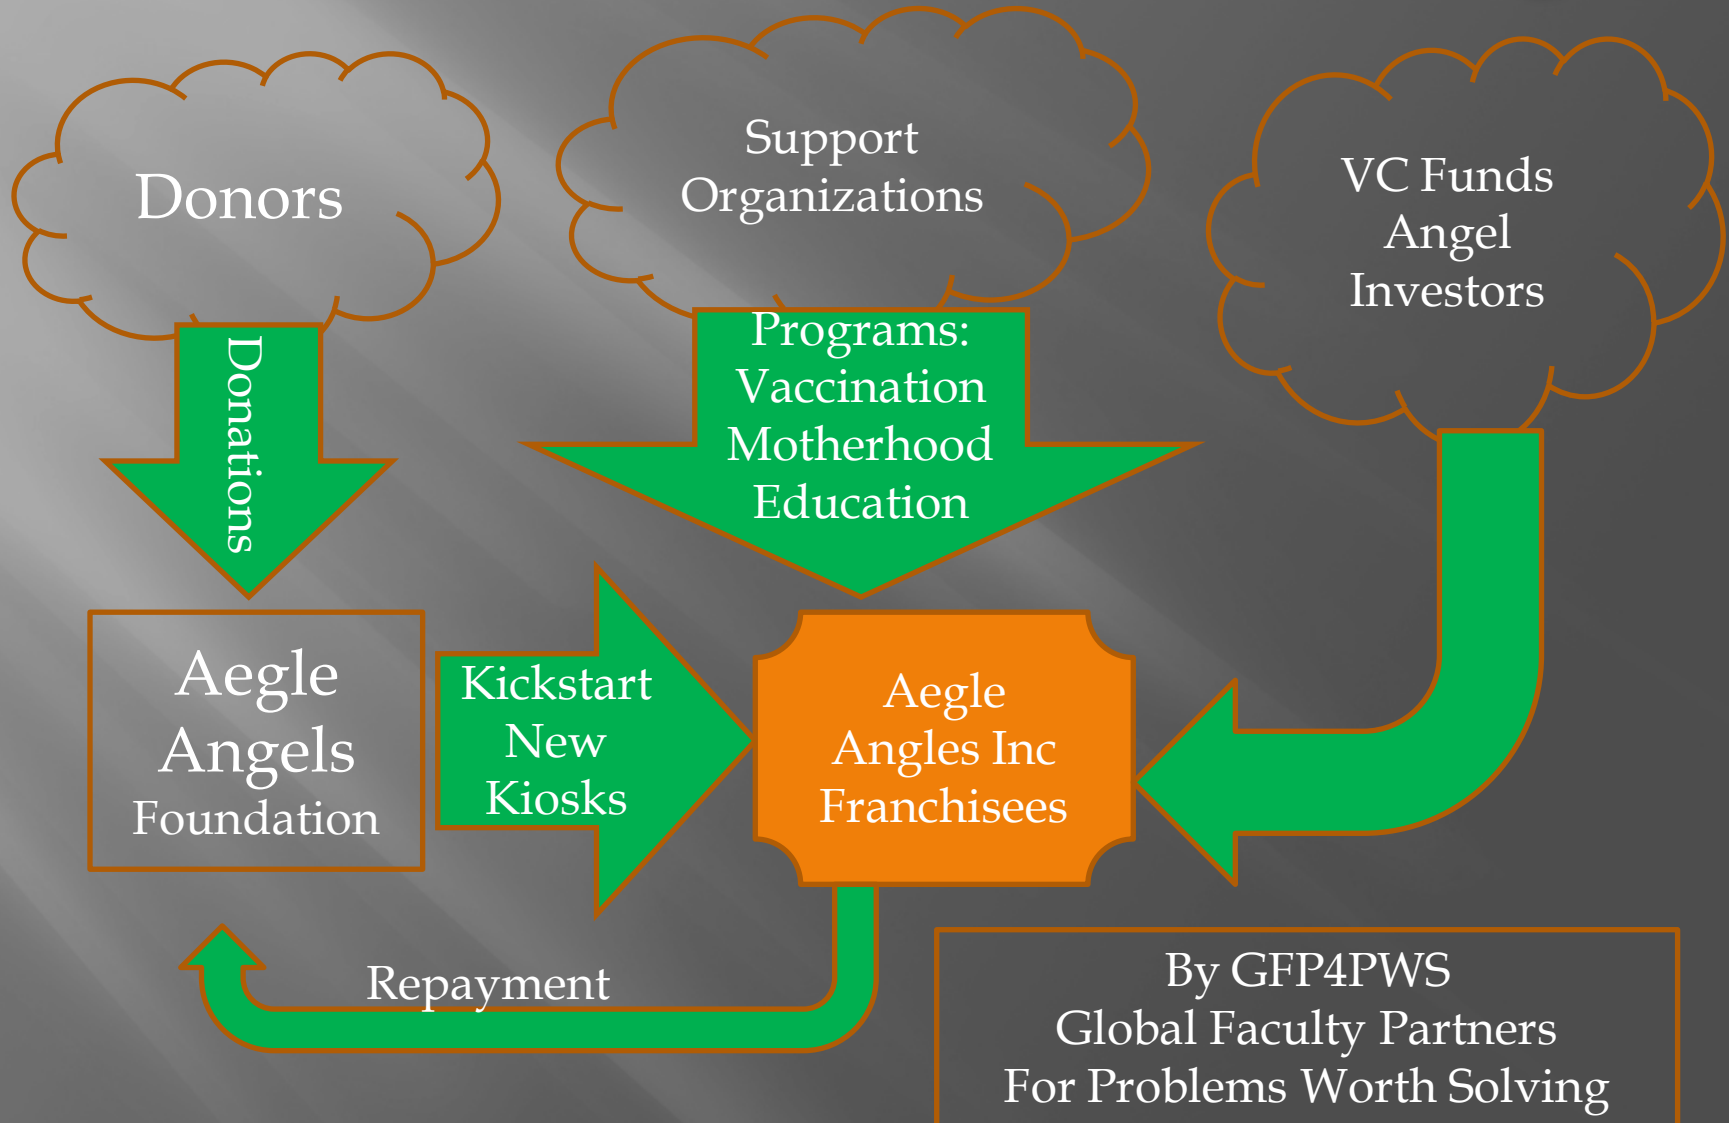 Donors
Support
Organizations
VC Funds
Angel
Investors
Donations
Programs:
Vaccination
Motherhood
Education
Aegle
Angels
Foundation
Kickstart
New
Kiosks
Aegle
Angles Inc
Franchisees
Repayment
By GFP4PWS
Global Faculty Partners
For Problems Worth Solving